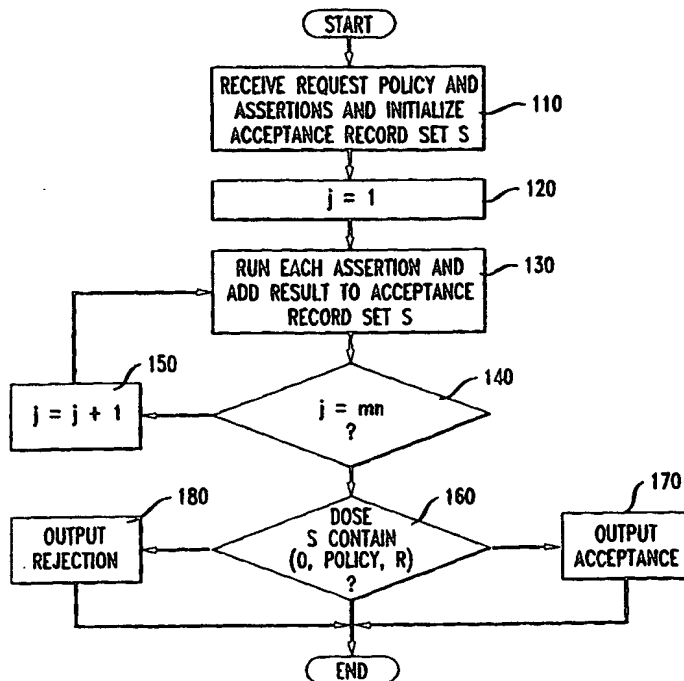 START
RECEIVE REQUEST POLICY AND
ASSERTIONS AND INITIALIZE
ACCEPTANCE RECORD SET S
110
j = 1
120
RUN EACH ASSERTION AND
ADD RESULT TO ACCEPTANCE
RECORD SET S
130
150
j = j + 1
140
j = mn
?
180
OUTPUT
REJECTION
160
DOSE
S CONTAIN
(0, POLICY, R)
?
170
OUTPUT
ACCEPTANCE
END